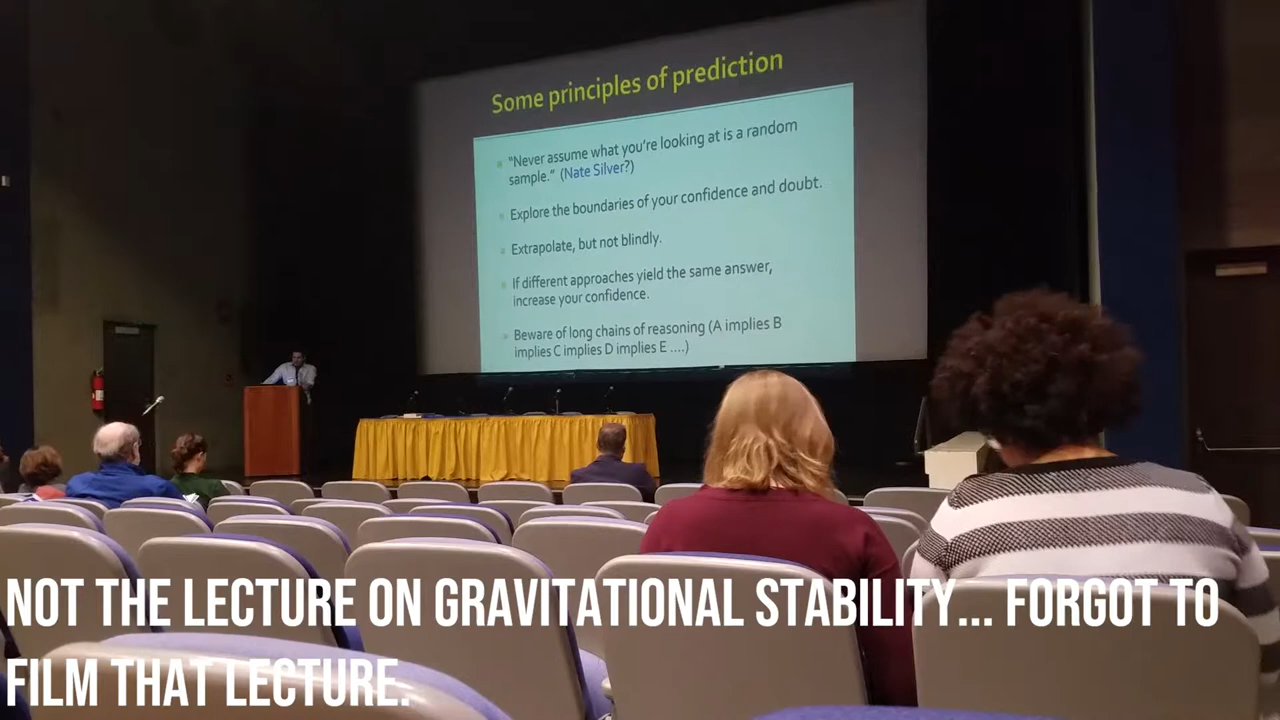 Some principles of prediction
"Never assume what you're looking at is a random
sample." (Nate Silver?)
Explore the boundaries of your confidence and doubt.
Extrapolate, but not blindly.
If different approaches yield the same answer,
increase your confidence.
Beware of long chains of reasoning (A implies B
implies C implies D implies E ....)
NOT THE LECTURE ON GRAVITATIONAL STABILITY... FORGOT TO
FILM THAT LECTURE.